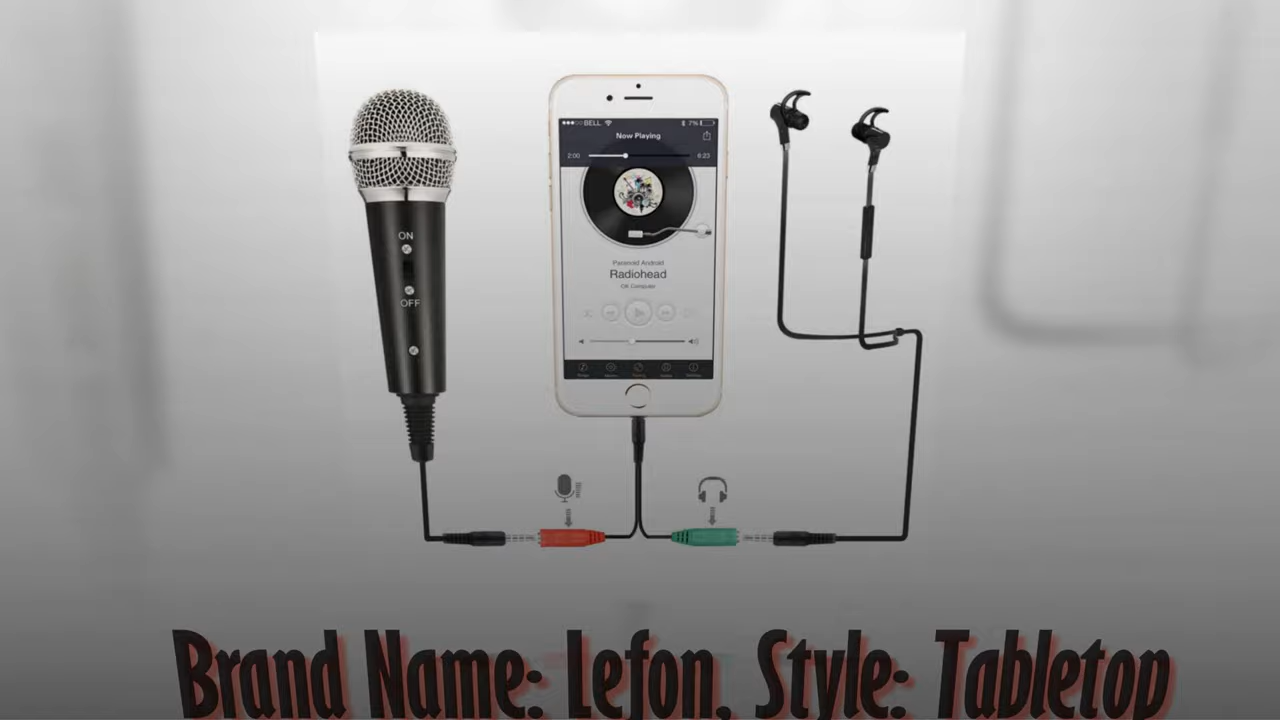 ON
OFF
BELL 7%
Now Playing
2:00 6:23
Paranoid Android
Radiohead
OK Computer
Brand Name: Lefon, Style: Tabletop